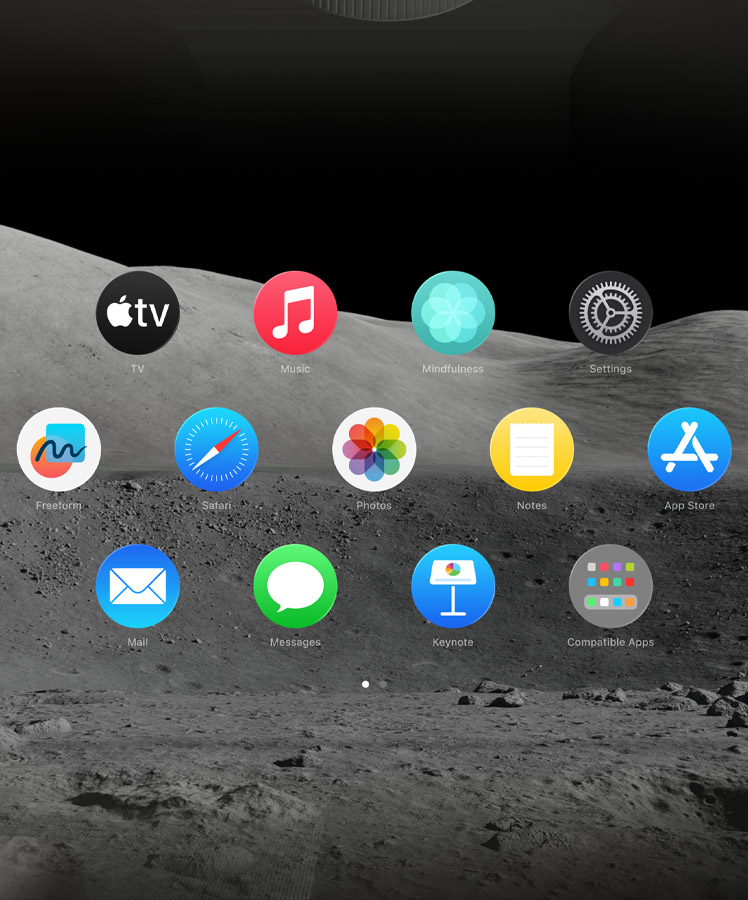 tv
TV
Music
Mindfulness
Settings
Freeform
Safari
Photos
Notes
App Store
Mail
Messages
Keynote
Compatible Apps